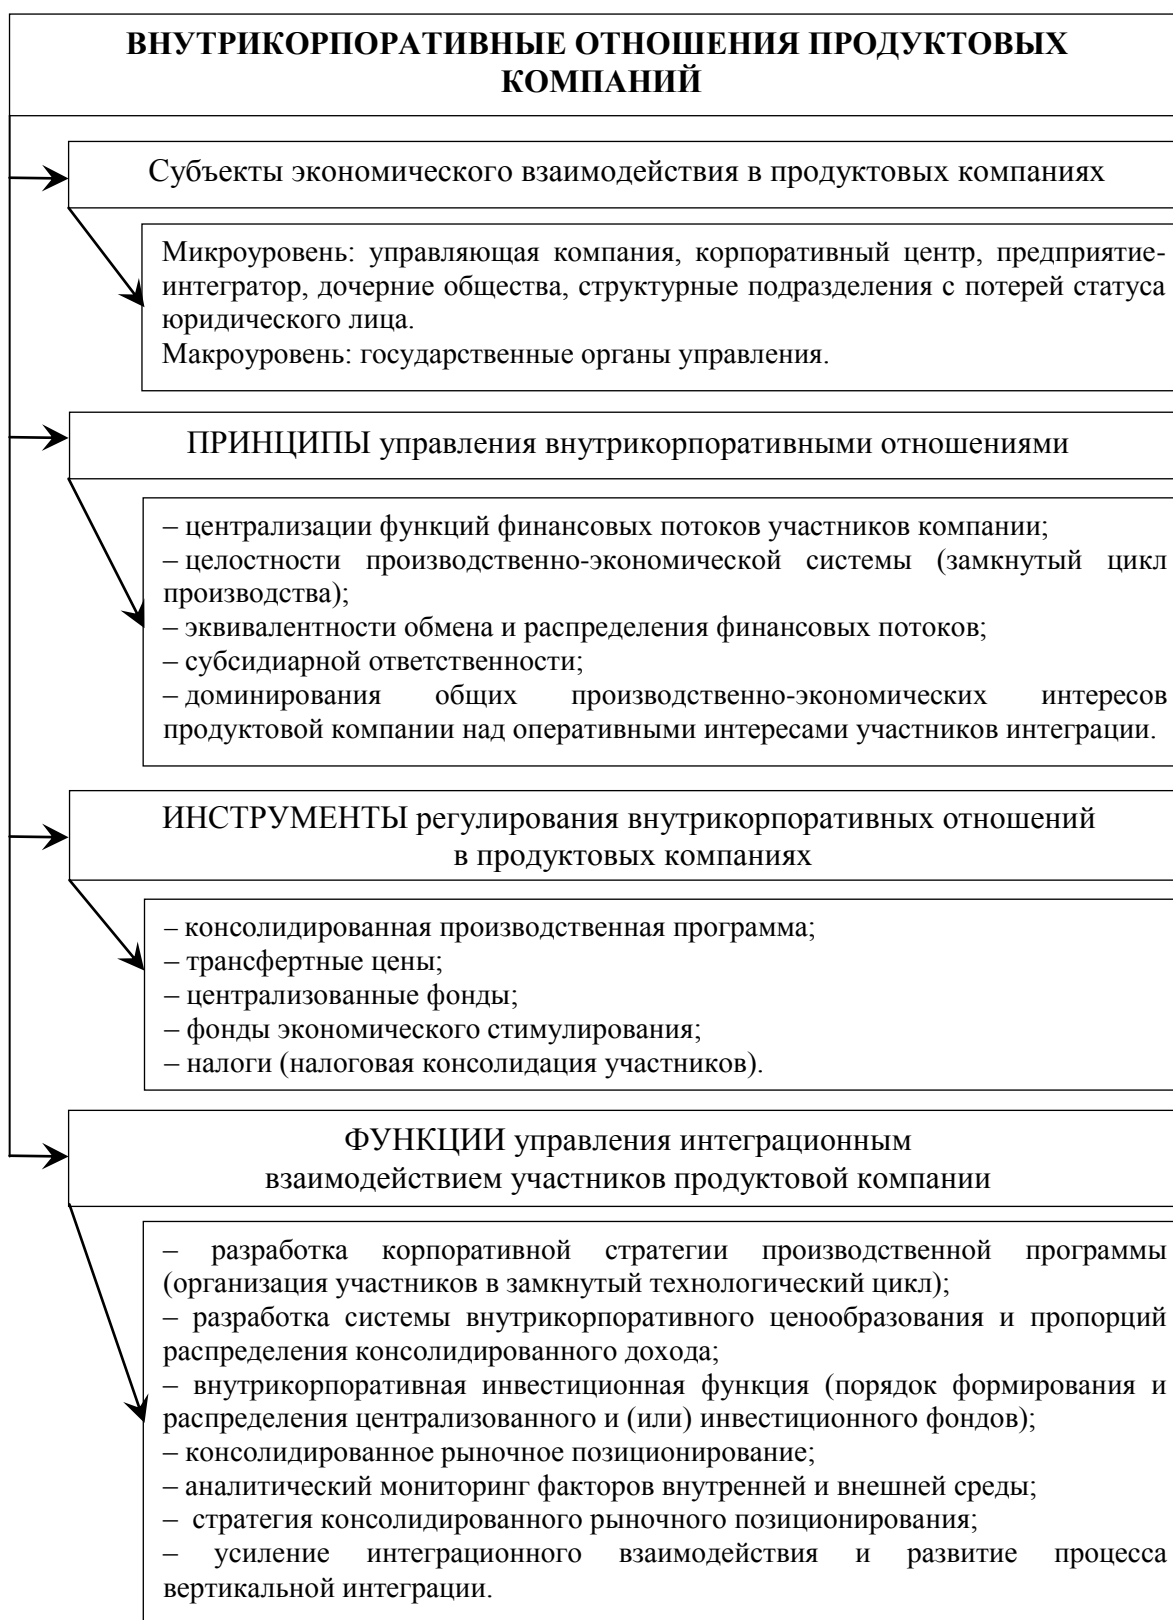 ВНУТРИКОРПОРАТИВНЫЕ ОТНОШЕНИЯ ПРОДУКТОВЫХ
КОМПАНИЙ
Субъекты экономического взаимодействия в продуктовых компаниях
Микроуровень: управляющая компания, корпоративный центр, предприятие-
интегратор, дочерние общества, структурные подразделения с потерей статуса
юридического лица.
Макроуровень: государственные органы управления.
ПРИНЦИПЫ управления внутрикорпоративными отношениями
– централизации функций финансовых потоков участников компании;
– целостности производственно-экономической системы (замкнутый цикл
производства);
– эквивалентности обмена и распределения финансовых потоков;
– субсидиарной ответственности;
– доминирования общих производственно-экономических интересов
продуктовой компании над оперативными интересами участников интеграции.
ИНСТРУМЕНТЫ регулирования внутрикорпоративных отношений
в продуктовых компаниях
– консолидированная производственная программа;
– трансфертные цены;
– централизованные фонды;
– фонды экономического стимулирования;
– налоги (налоговая консолидация участников).
ФУНКЦИИ управления интеграционным
взаимодействием участников продуктовой компании
– разработка корпоративной стратегии производственной программы
(организация участников в замкнутый технологический цикл);
– разработка системы внутрикорпоративного ценообразования и пропорций
распределения консолидированного дохода;
– внутрикорпоративная инвестиционная функция (порядок формирования и
распределения централизованного и (или) инвестиционного фондов);
– консолидированное рыночное позиционирование;
– аналитический мониторинг факторов внутренней и внешней среды;
– стратегия консолидированного рыночного позиционирования;
– усиление интеграционного взаимодействия и развитие процесса
вертикальной интеграции.